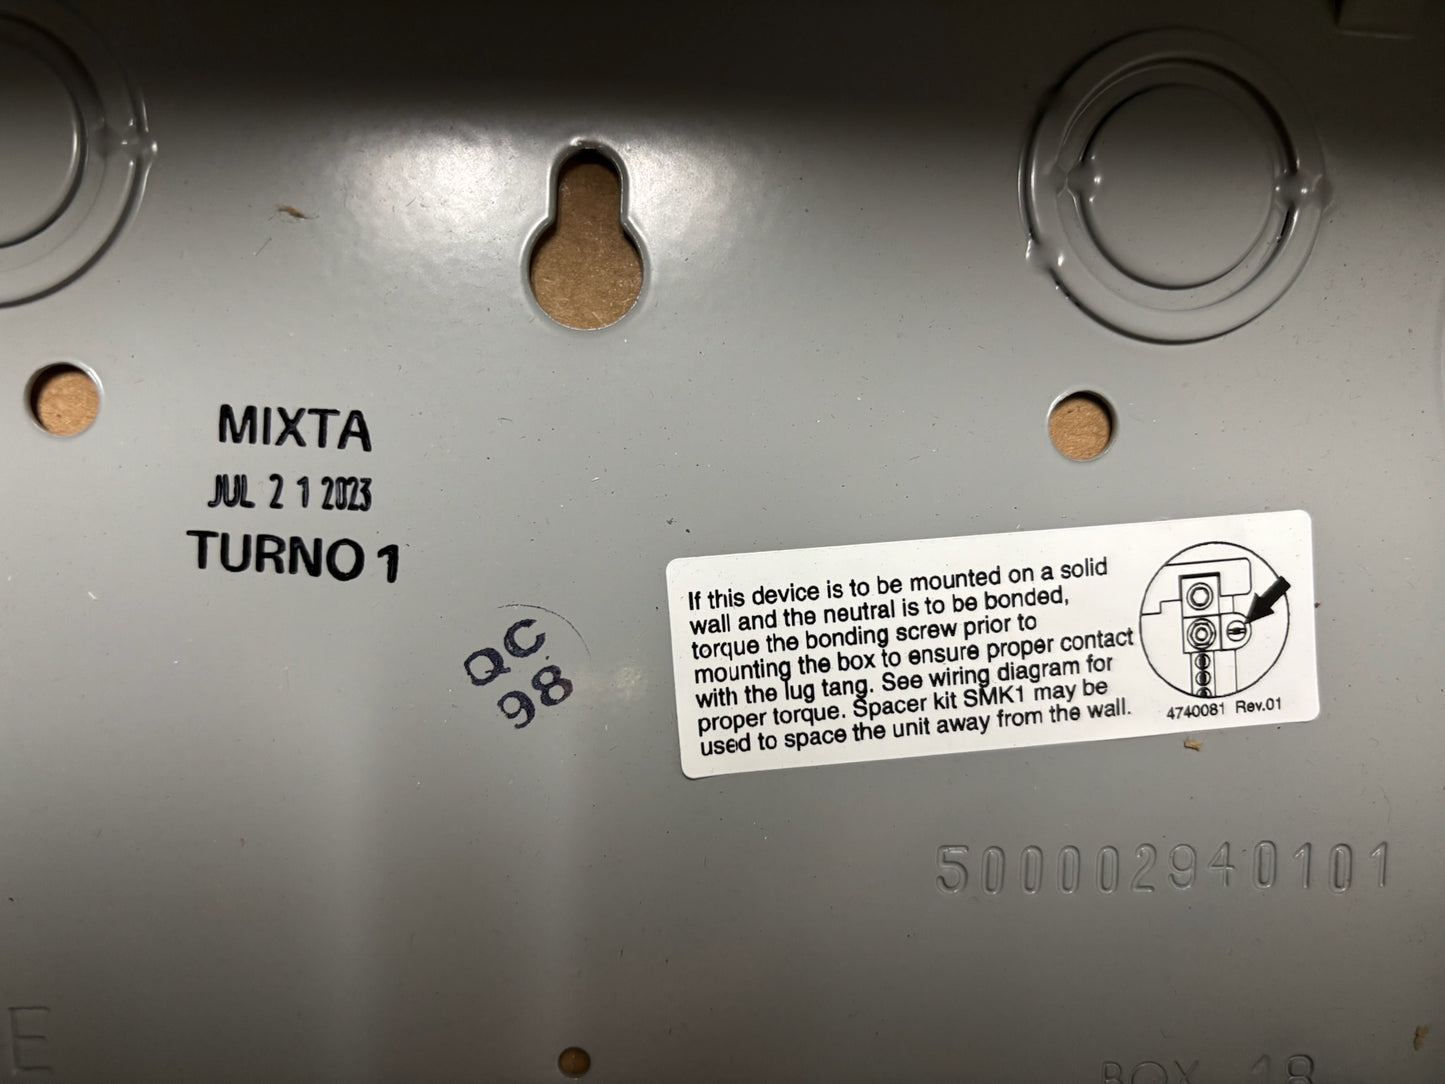 MIXTA
JUL 21 2023
TURNO 1
QC
98
If this device is to be mounted on a solid
wall and the neutral is to be bonded,
torque the bonding screw prior to
mounting the box to ensure proper contact
with the lug tang. See wiring diagram for
proper torque. Spacer kit SMK1 may be
used to space the unit away from the wall.
4740081 Rev.01
500002940101
E
BOX 18